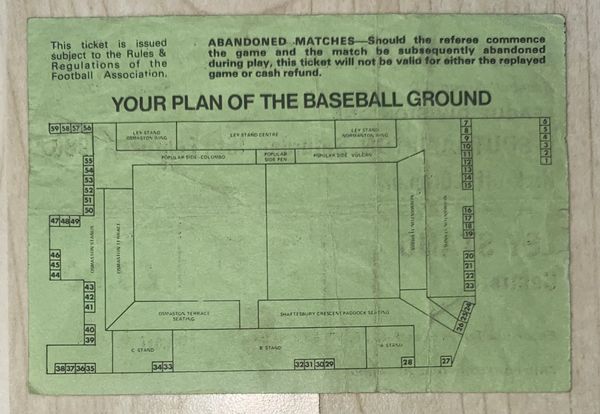 This ticket is issued
subject to the Rules &
Regulations of the
Football Association.
ABANDONED MATCHES—Should the referee commence
the game and the match be subsequently abandoned
during play, this ticket will not be valid for either the replayed
game or cash refund.
YOUR PLAN OF THE BASEBALL GROUND
59 58 57 56
LEY STAND
OSMASTON WING
LEY STAND CENTRE
LEY STAND
NORMANTON WING
7
8
9
10
11
12
13
14
15
6
5
4
3
2
1
POPULAR SIDE-COLUMBO
POPULAR
SIDE PEN
POPULAR SIDE VULCAN
55
54
53
52
51
50
47 48 49
46
45
44
43
42
41
40
39
OSMASTON STANDS
OSMASTON TERRACE
16
17
18
19
20
21
22
23
24
25
26
OSMASTON TERRACE
SEATING
SHAFTESBURY CRESCENT PADDOCK SEATING
C STAND
B STAND
A STAND
38 37 36 35
34 33
32 31 30 29
28
27